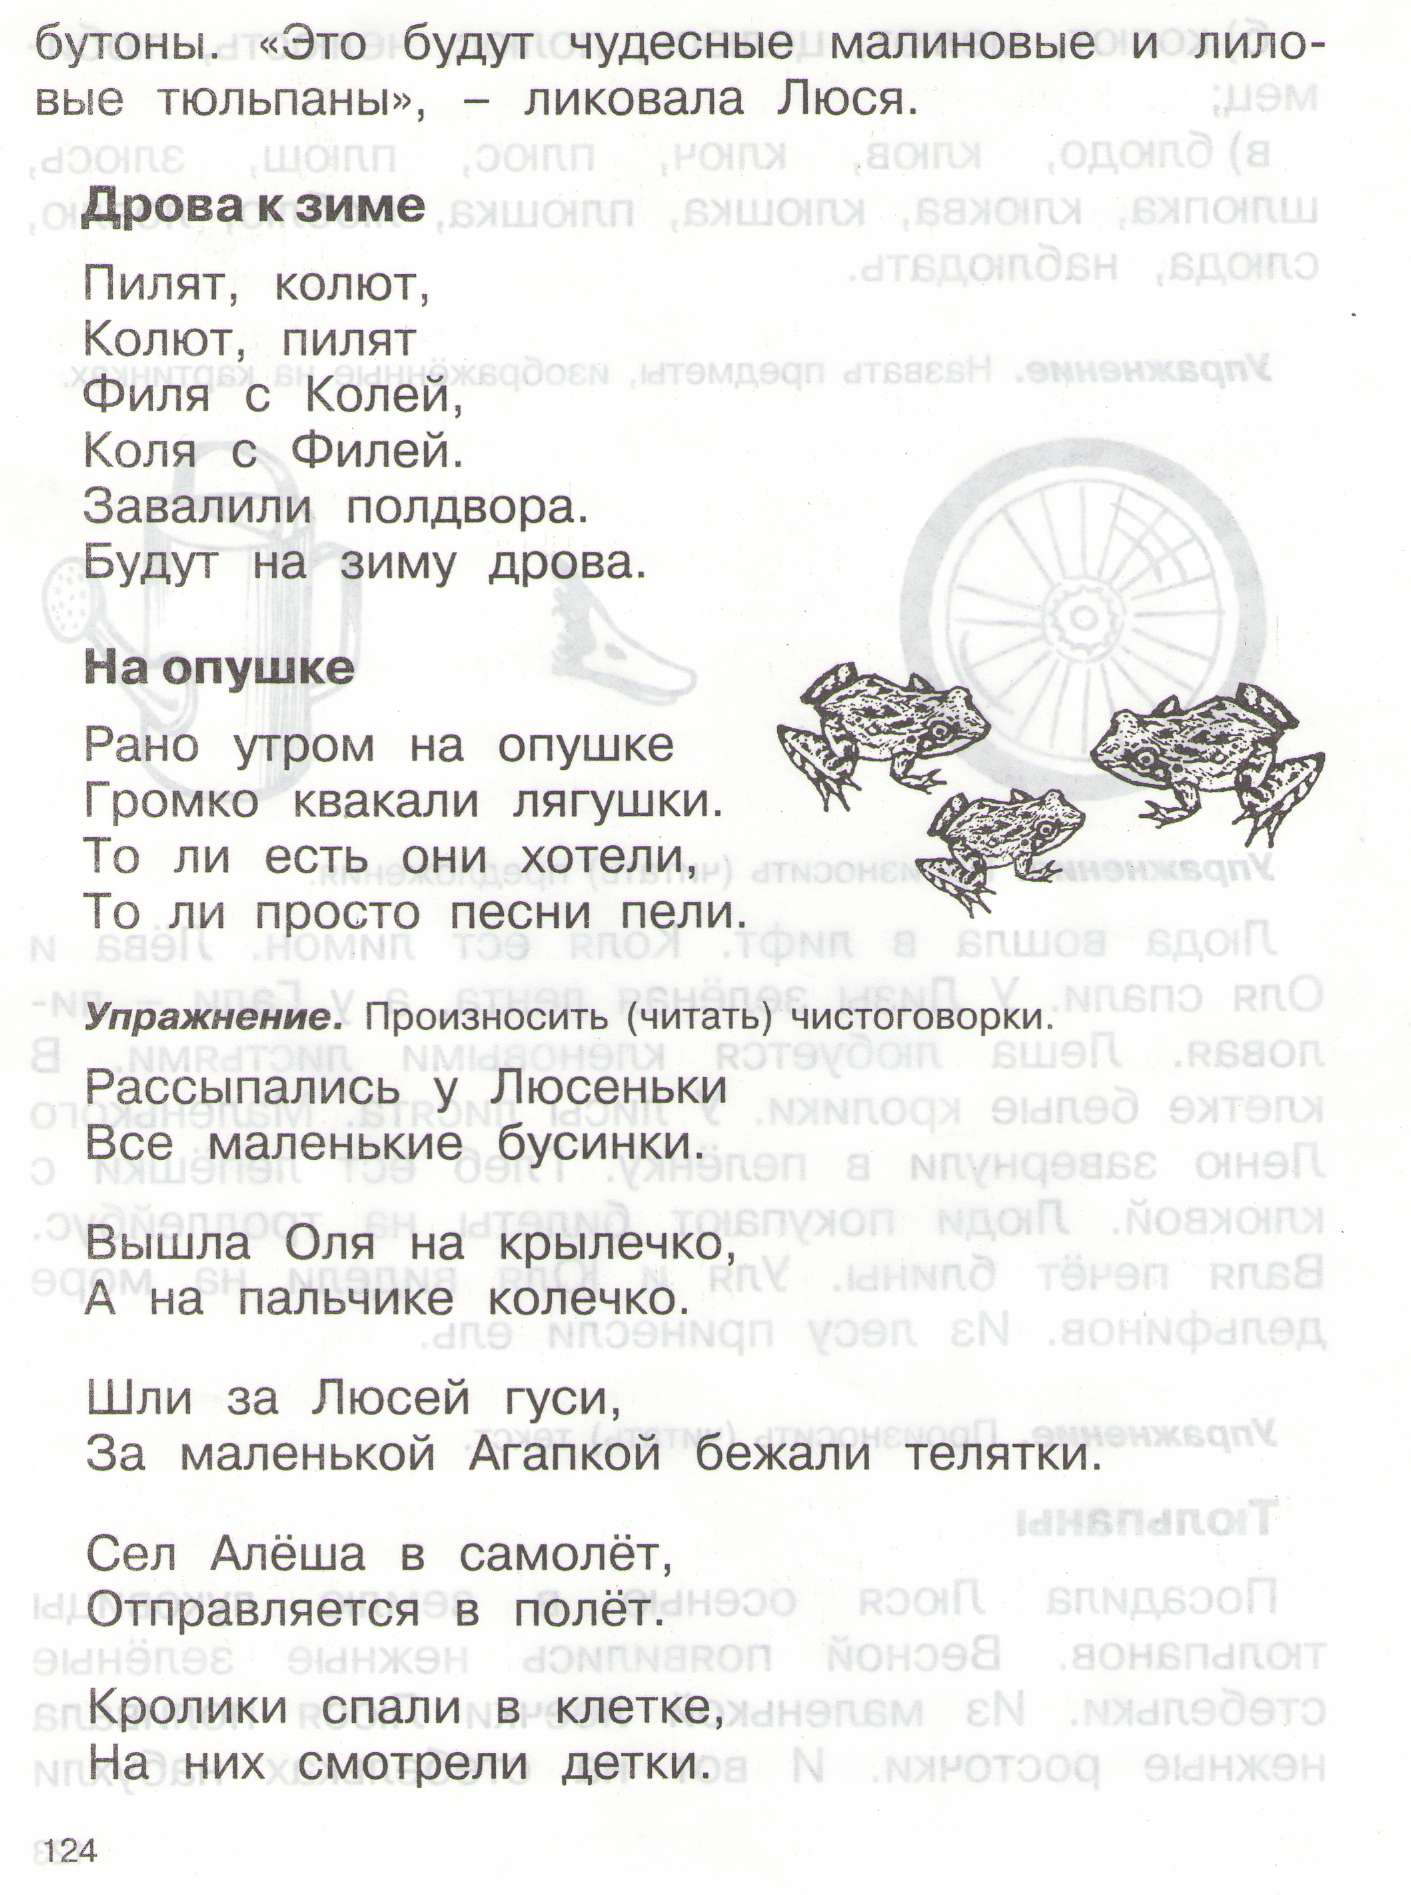 бутоны. «Это будут чудесные малиновые и лило-
вые тюльпаны», – ликовала Люся.
Дрова к зиме
Пилят, колют,
Колют, пилят
Филя с Колей,
Коля с Филей.
Завалили полдвора.
Будут на зиму дрова.
На опушке
Рано утром на опушке
Громко квакали лягушки.
То ли есть они хотели,
То ли просто песни пели.
Упражнение. Произносить (читать) чистоговорки.
Рассыпались у Люсеньки
Все маленькие бусинки.
Вышла Оля на крылечко,
А на пальчике колечко.
Шли за Люсей гуси,
За маленькой Агапкой бежали телятки.
Сел Алёша в самолёт,
Отправляется в полёт.
Кролики спали в клетке,
На них смотрели детки.
124